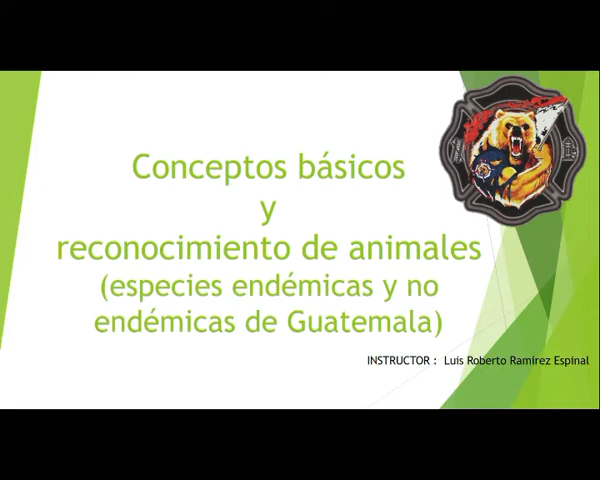 Conceptos básicos
y
reconocimiento de animales
(especies endémicas y no
endémicas de Guatemala)
INSTRUCTOR : Luis Roberto Ramirez Espinal